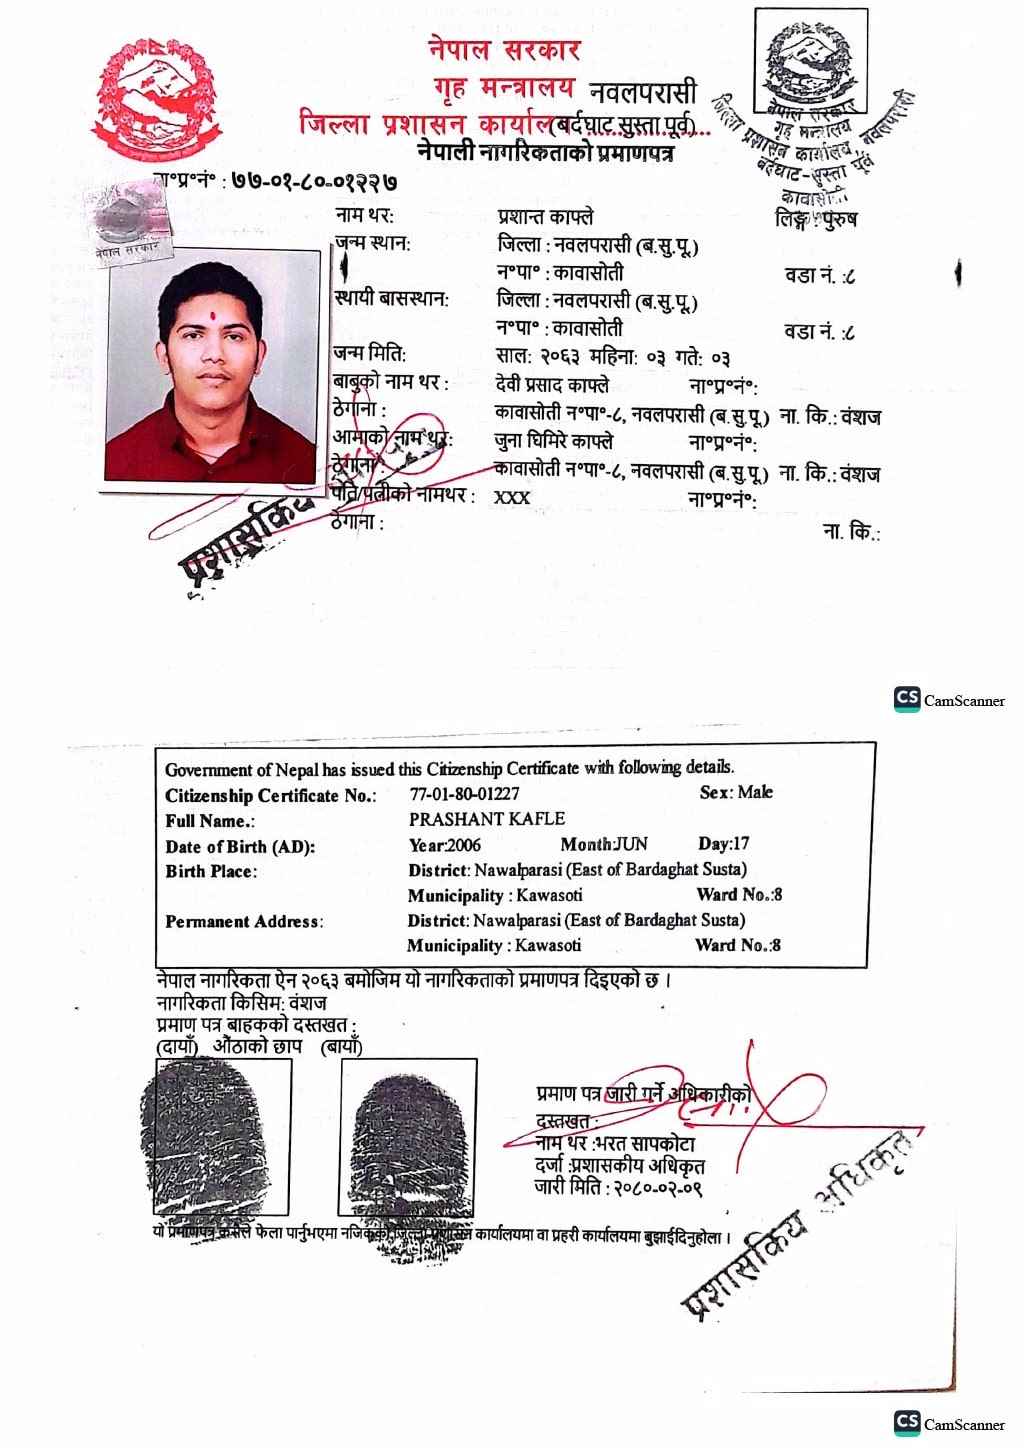 नेपाल सरकार
गृह मन्त्रालय नवलपरासी
जिल्ला प्रशासन कार्यालय (बर्दघाट सुस्ता पूर्व)
नेपाली नागरिकताको प्रमाणपत्र
नेपाल सरकार
गृह मन्त्रालय
जिल्ला प्रशासन कार्यालय, नवलपरासी
बर्दघाट-सुस्ता पूर्व
कावासोती
ना॰प्र॰नं॰ : ७७-०१-८०-०१२२७
नेपाल सरकार
नाम थर: प्रशान्त काफ्ले लिङ्ग : पुरुष
जन्म स्थान: जिल्ला : नवलपरासी (ब.सु.पू.)
न॰पा॰ : कावासोती वडा नं. :८
स्थायी बासस्थान: जिल्ला : नवलपरासी (ब.सु.पू.)
न॰पा॰ : कावासोती वडा नं. :८
जन्म मिति: साल: २०६३ महिना: ०३ गते: ०३
बाबुको नाम थर : देवी प्रसाद काफ्ले ना॰प्र॰नं॰:
ठेगाना : कावासोती न॰पा॰-८, नवलपरासी (ब.सु.पू.) ना. कि.: वंशज
आमाको नाम थर: जुना घिमिरे काफ्ले ना॰प्र॰नं॰:
ठेगाना : कावासोती न॰पा॰-८, नवलपरासी (ब.सु.पू.) ना. कि.: वंशज
पति/पत्नीको नामथर : XXX ना॰प्र॰नं॰:
ठेगाना : ना. कि.:
प्रशासकिय
CS CamScanner
Government of Nepal has issued this Citizenship Certificate with following details.
Citizenship Certificate No.: 77-01-80-01227 Sex: Male
Full Name.: PRASHANT KAFLE
Date of Birth (AD): Year:2006 Month:JUN Day:17
Birth Place: District: Nawalparasi (East of Bardaghat Susta)
Municipality : Kawasoti Ward No.:8
Permanent Address: District: Nawalparasi (East of Bardaghat Susta)
Municipality : Kawasoti Ward No.:8
नेपाल नागरिकता ऐन २०६३ बमोजिम यो नागरिकताको प्रमाणपत्र दिइएको छ ।
नागरिकता किसिम: वंशज
प्रमाण पत्र बाहकको दस्तखत :
(दायाँ) औंठाको छाप (बायाँ)
प्रमाण पत्र जारी गर्ने अधिकारीको
दस्तखत :
नाम थर :भरत सापकोटा
दर्जा :प्रशासकीय अधिकृत
जारी मिति : २०८०-०२-०९
यो प्रमाणपत्र कसैले फेला पार्नुभएमा नजिकको जिल्ला प्रशासन कार्यालयमा वा प्रहरी कार्यालयमा बुझाईदिनुहोला ।
प्रशासकिय अधिकृत
CS CamScanner